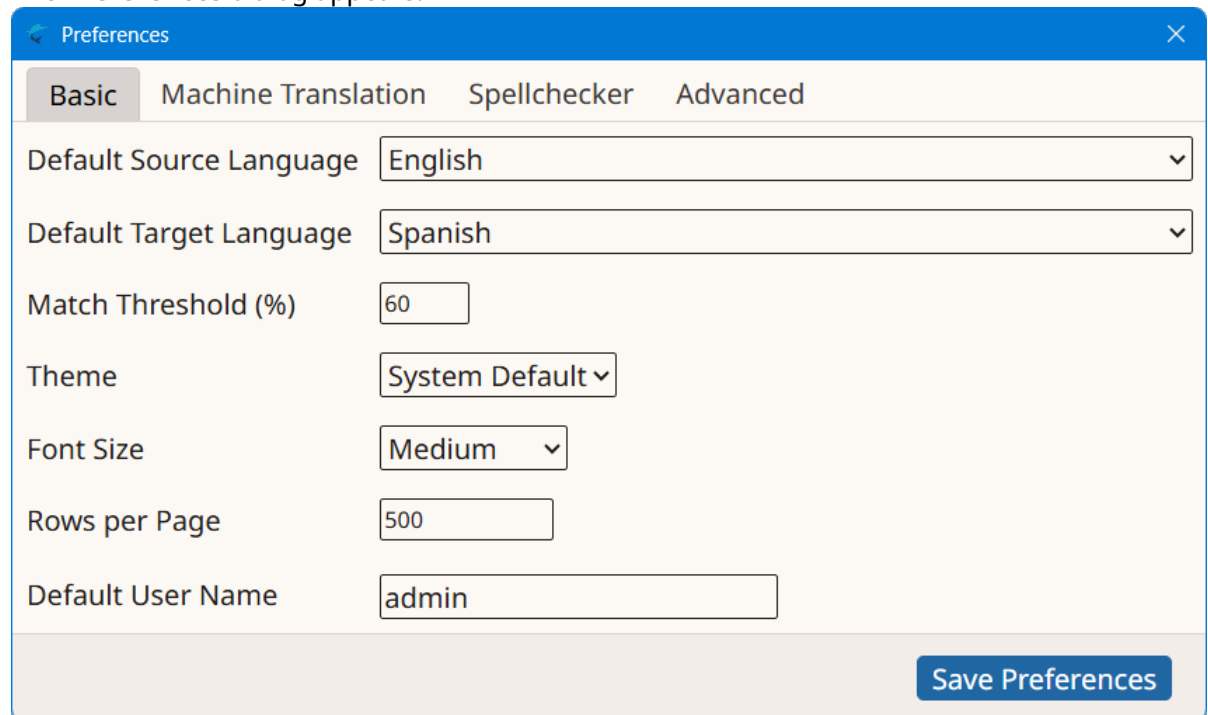 Preferences
Basic Machine Translation Spellchecker Advanced
Default Source Language English
Default Target Language Spanish
Match Threshold (%) 60
Theme System Default
Font Size Medium
Rows per Page 500
Default User Name admin
Save Preferences